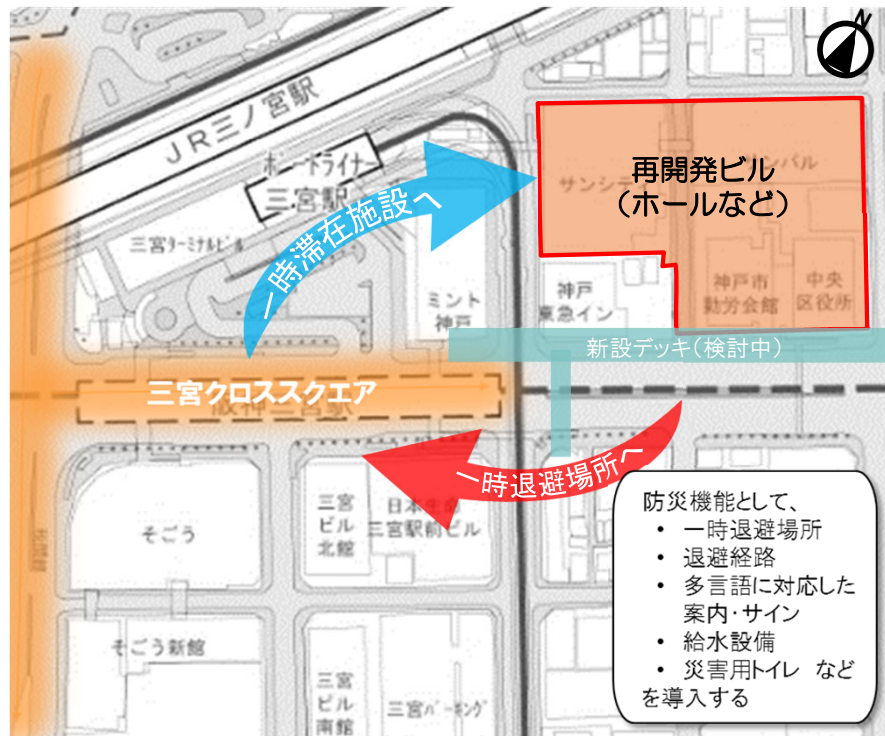 N
JR三ノ宮駅
ポートライナー
三宮駅
三宮ターミナルビル
一時滞在施設へ
ミント
神戸
サンシティ
サンパル
再開発ビル
(ホールなど)
神戸
東急イン
神戸市
勤労会館
中央
区役所
新設デッキ(検討中)
三宮クロススクエア
阪神三宮駅
一時退避場所へ
そごう
三宮
ビル
北館
日本生命
三宮駅前ビル
そごう新館
三宮
ビル
南館
三宮パーキング
防災機能として、
• 一時退避場所
• 退避経路
• 多言語に対応した
案内・サイン
• 給水設備
• 災害用トイレ など
を導入する